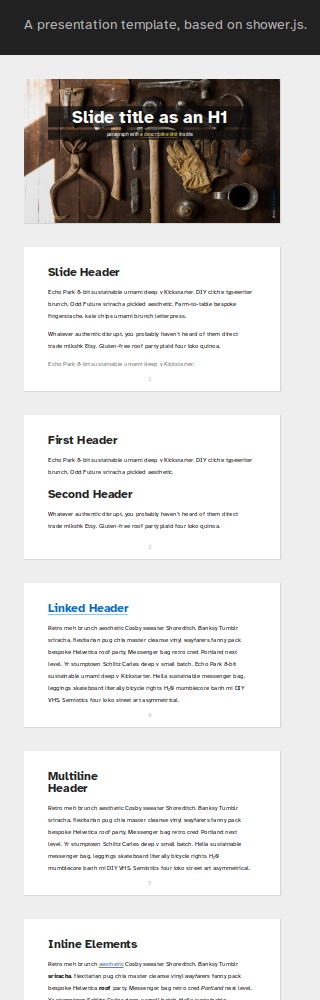 A presentation template, based on shower.js.
Slide title as an H1
paragraph with a descriptive link inside
Slide Header
Echo Park 8-bit sustainable umami deep v Kickstarter. DIY cliche typewriter
brunch. Odd Future sriracha pickled aesthetic. Farm-to-table bespoke
fingerstache, kale chips umami brunch letterpress.
Whatever authentic disrupt, you probably haven't heard of them direct
trade mlkshk Etsy. Gluten-free roof party plaid four loko quinoa.
Echo Park 8-bit sustainable umami deep v Kickstarter.
2
First Header
Echo Park 8-bit sustainable umami deep v Kickstarter. DIY cliche typewriter
brunch. Odd Future sriracha pickled aesthetic.
Second Header
Whatever authentic disrupt, you probably haven't heard of them direct
trade mlkshk Etsy. Gluten-free roof party plaid four loko quinoa.
3
Linked Header
Retro meh brunch aesthetic Cosby sweater Shoreditch. Banksy Tumblr
sriracha, flexitarian pug chia master cleanse vinyl wayfarers fanny pack
bespoke Helvetica roof party. Messenger bag retro cred Portland next
level. Yr stumptown Schlitz Carles deep v small batch. Echo Park 8-bit
sustainable umami deep v Kickstarter. Hella sustainable messenger bag,
leggings skateboard literally bicycle rights H₂0 mumblecore banh mi DIY
VHS. Semiotics four loko street art asymmetrical.
4
Multiline
Header
Retro meh brunch aesthetic Cosby sweater Shoreditch. Banksy Tumblr
sriracha, flexitarian pug chia master cleanse vinyl wayfarers fanny pack
bespoke Helvetica roof party. Messenger bag retro cred Portland next
level. Yr stumptown Schlitz Carles deep v small batch. Hella sustainable
messenger bag, leggings skateboard literally bicycle rights H₂0
mumblecore banh mi DIY VHS. Semiotics four loko street art asymmetrical.
5
Inline Elements
Retro meh brunch aesthetic Cosby sweater Shoreditch. Banksy Tumblr
sriracha, flexitarian pug chia master cleanse vinyl wayfarers fanny pack
bespoke Helvetica roof party. Messenger bag retro cred Portland next level.